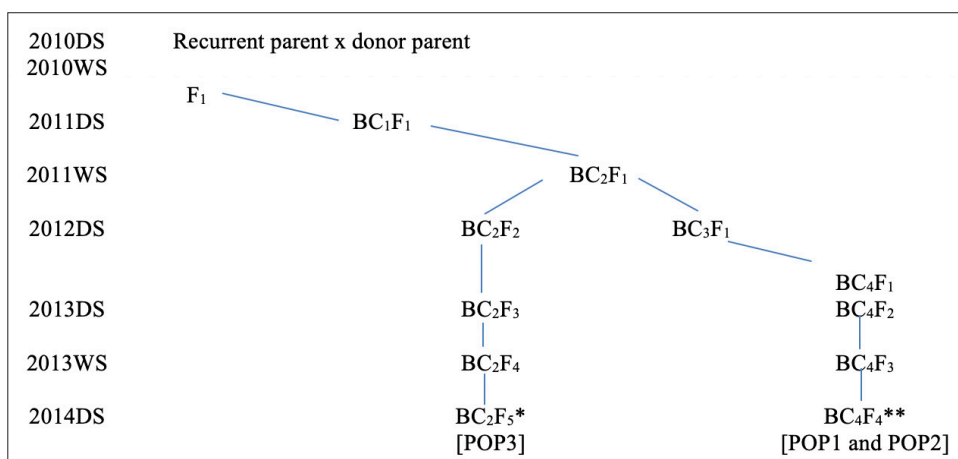 2010DS Recurrent parent x donor parent
2010WS
F₁
2011DS BC₁F₁
2011WS BC₂F₁
2012DS BC₂F₂ BC₃F₁
BC₄F₁
2013DS BC₂F₃ BC₄F₂
2013WS BC₂F₄ BC₄F₃
2014DS BC₂F₅* BC₄F₄**
[POP3] [POP1 and POP2]